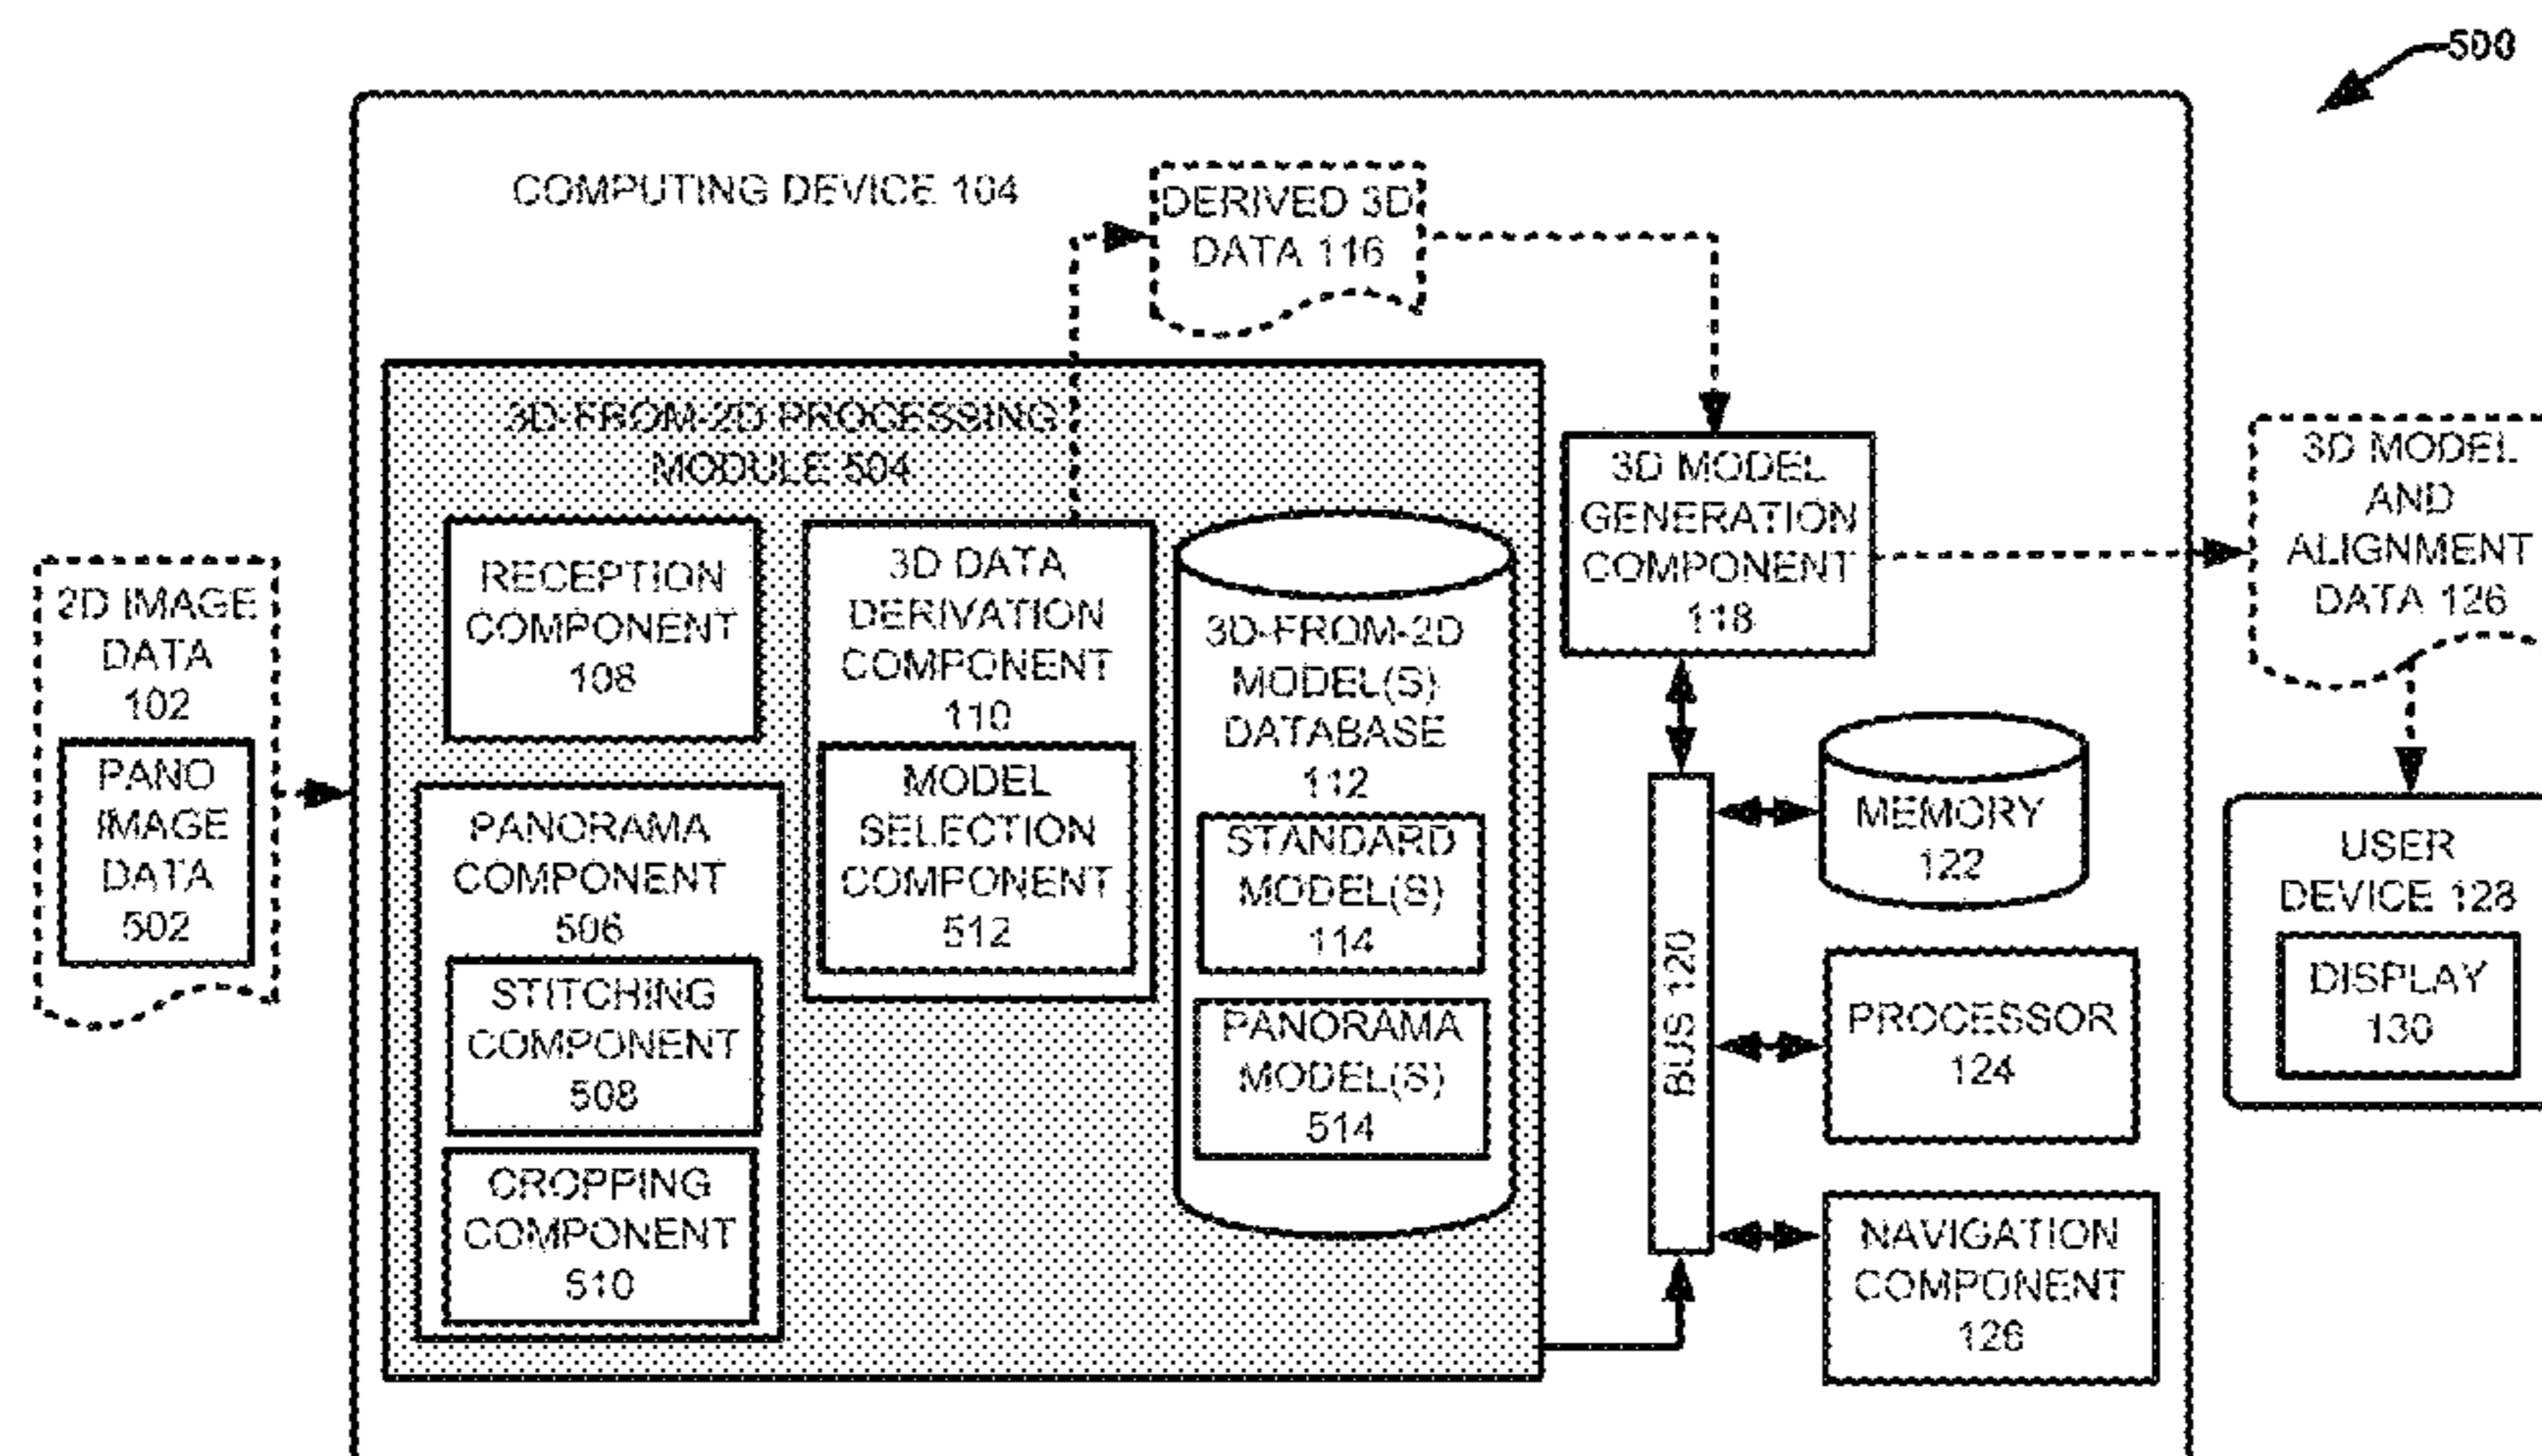 500
COMPUTING DEVICE 104
DERIVED 3D
DATA 116
3D-FROM-2D PROCESSING
MODULE 504
2D IMAGE
DATA
102
PANO
IMAGE
DATA
502
RECEPTION
COMPONENT
108
PANORAMA
COMPONENT
506
STITCHING
COMPONENT
508
CROPPING
COMPONENT
510
3D DATA
DERIVATION
COMPONENT
110
MODEL
SELECTION
COMPONENT
512
3D-FROM-2D
MODEL(S)
DATABASE
112
STANDARD
MODEL(S)
114
PANORAMA
MODEL(S)
514
3D MODEL
GENERATION
COMPONENT
118
BUS 120
MEMORY
122
PROCESSOR
124
NAVIGATION
COMPONENT
126
3D MODEL
AND
ALIGNMENT
DATA 126
USER
DEVICE 128
DISPLAY
130